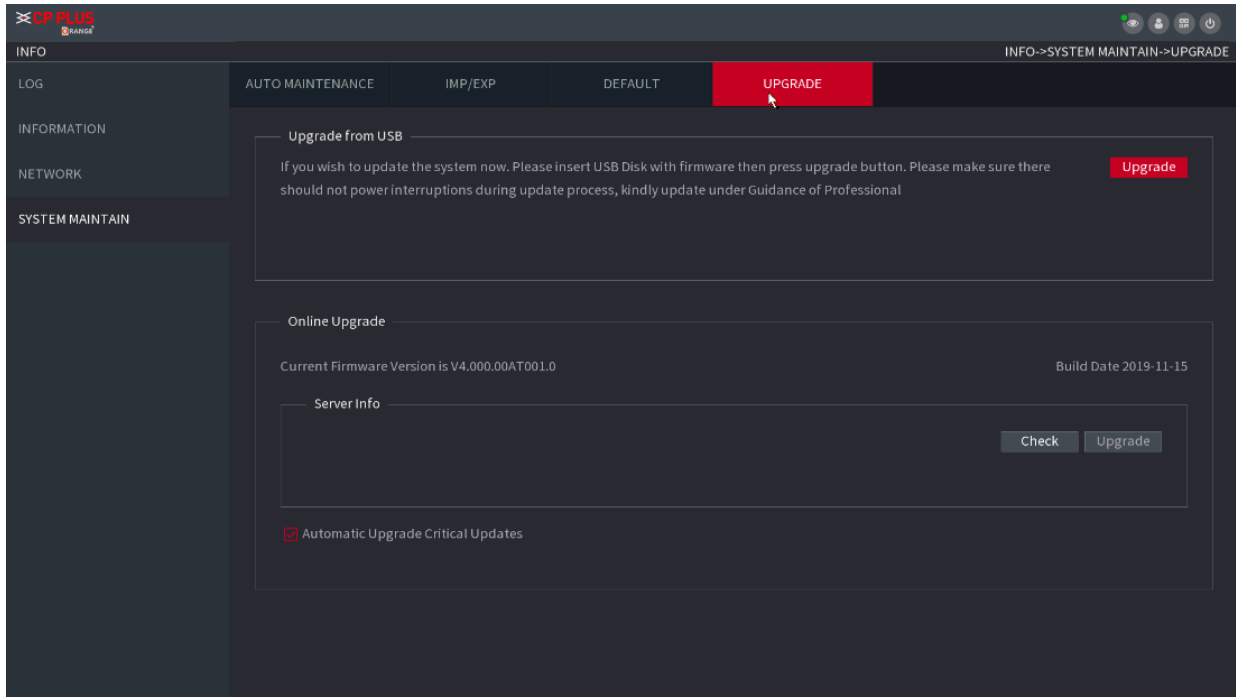 CP PLUS
ORANGE
INFO
INFO->SYSTEM MAINTAIN->UPGRADE
LOG
INFORMATION
NETWORK
SYSTEM MAINTAIN
AUTO MAINTENANCE
IMP/EXP
DEFAULT
UPGRADE
Upgrade from USB
If you wish to update the system now. Please insert USB Disk with firmware then press upgrade button. Please make sure there
should not power interruptions during update process, kindly update under Guidance of Professional
Upgrade
Online Upgrade
Current Firmware Version is V4.000.00AT001.0
Build Date 2019-11-15
Server Info
Check
Upgrade
Automatic Upgrade Critical Updates